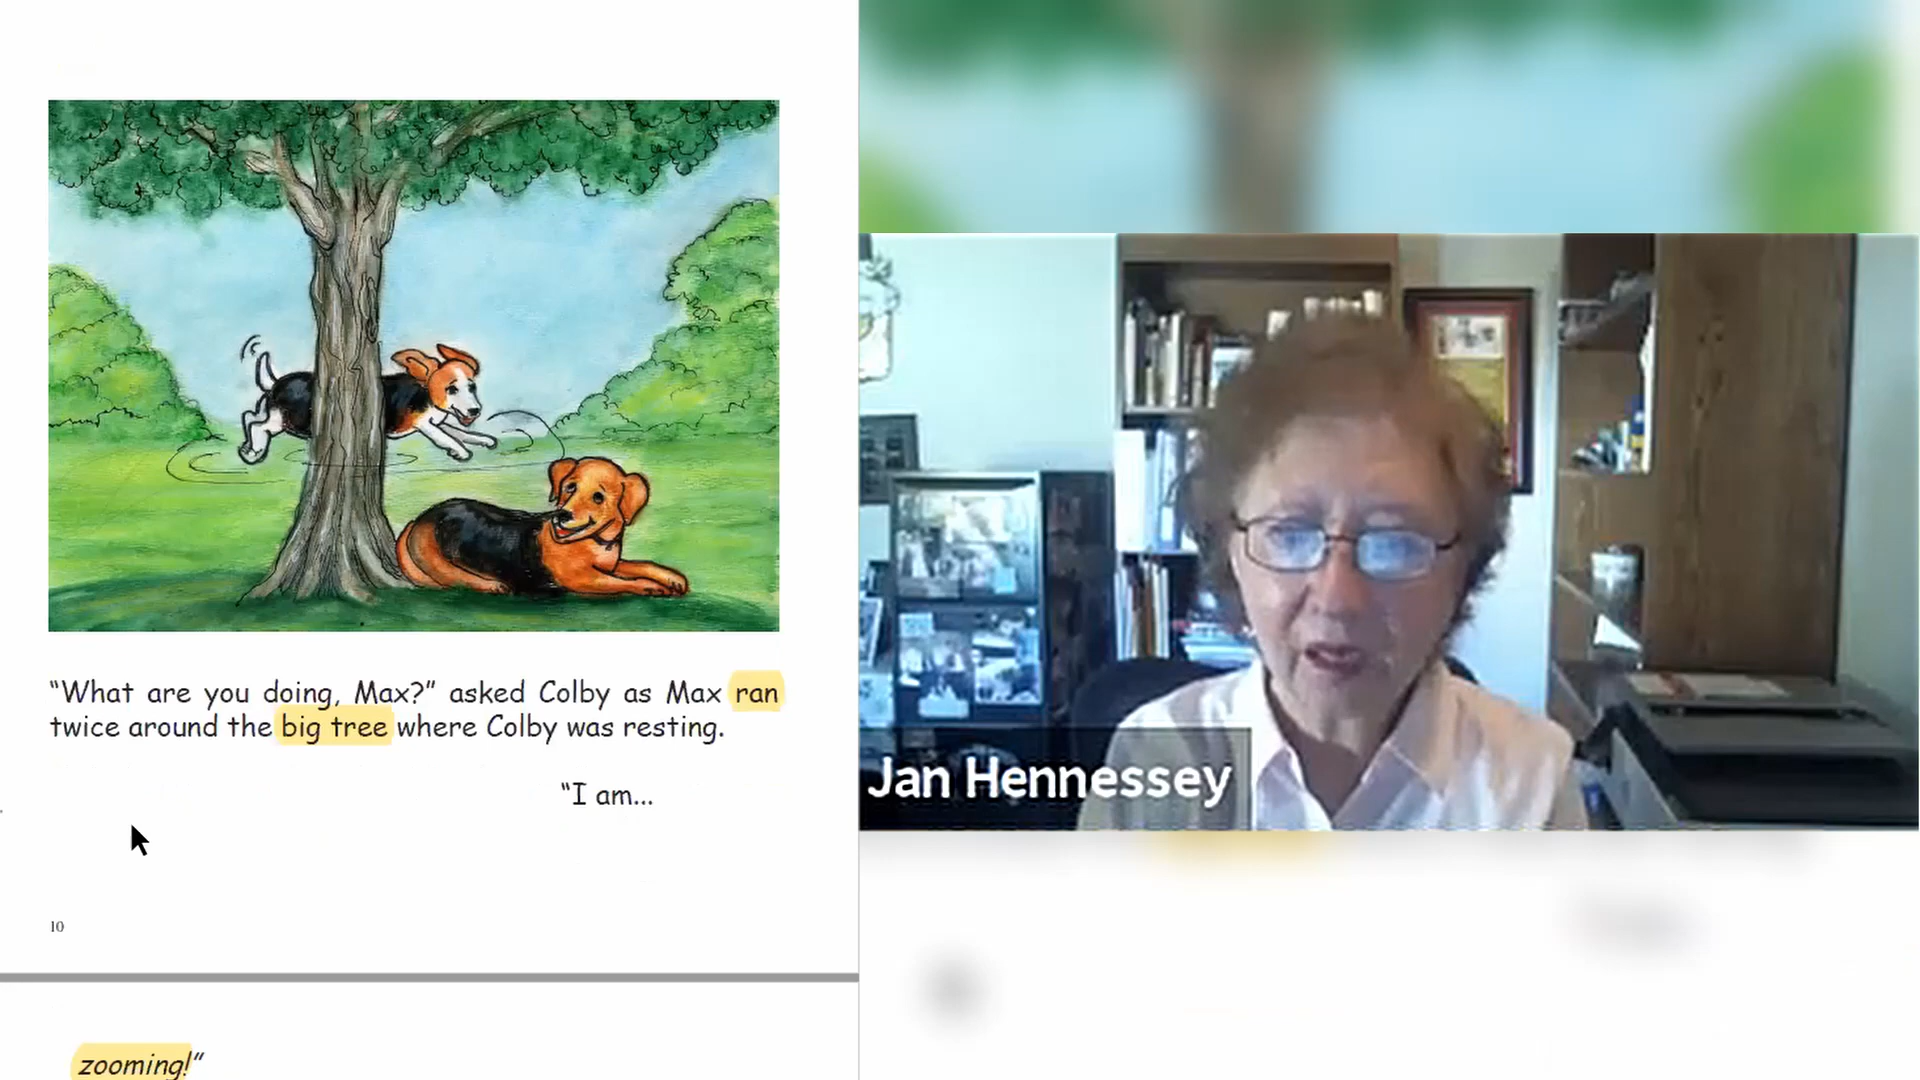 “What are you doing, Max?” asked Colby as Max ran
twice around the big tree where Colby was resting.
“I am...
10
zooming!”
Jan Hennessey